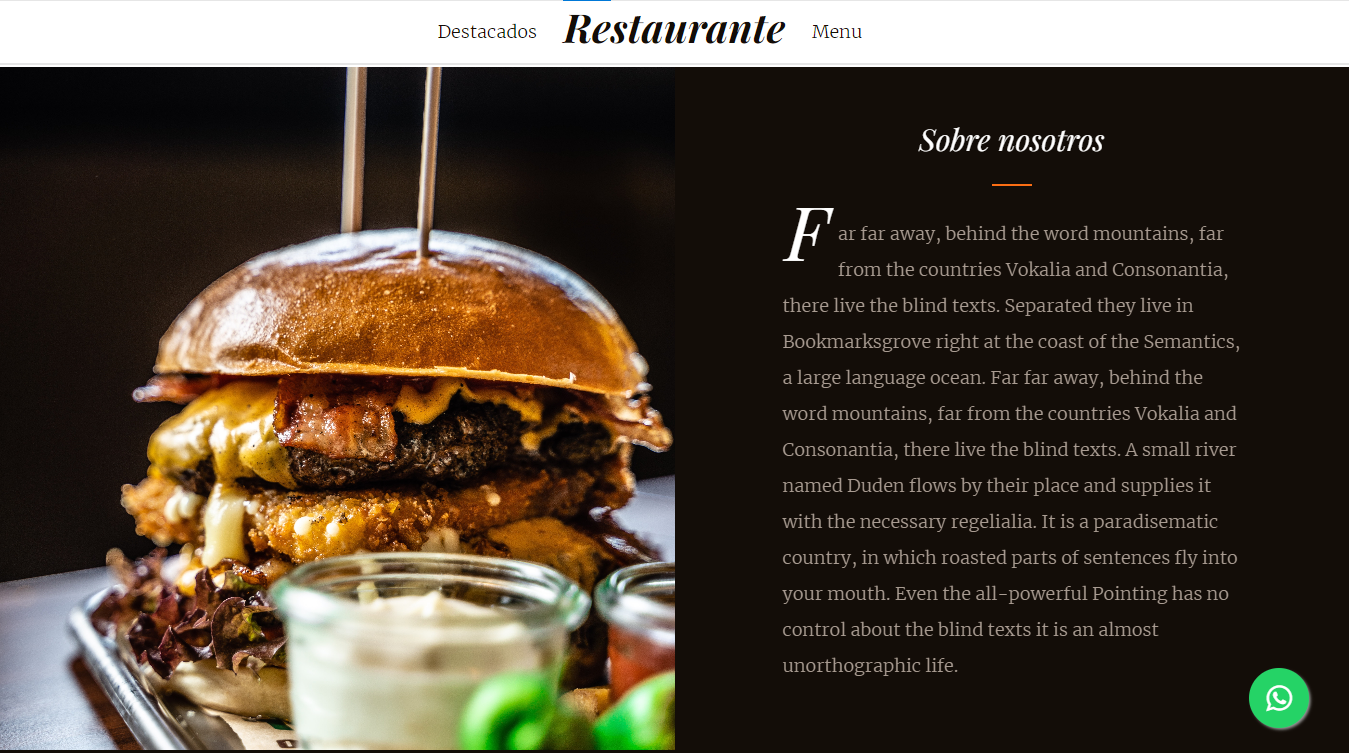 Destacados Restaurante Menu
Sobre nosotros
Far far away, behind the word mountains, far
from the countries Vokalia and Consonantia,
there live the blind texts. Separated they live in
Bookmarksgrove right at the coast of the Semantics,
a large language ocean. Far far away, behind the
word mountains, far from the countries Vokalia and
Consonantia, there live the blind texts. A small river
named Duden flows by their place and supplies it
with the necessary regelialia. It is a paradisematic
country, in which roasted parts of sentences fly into
your mouth. Even the all-powerful Pointing has no
control about the blind texts it is an almost
unorthographic life.